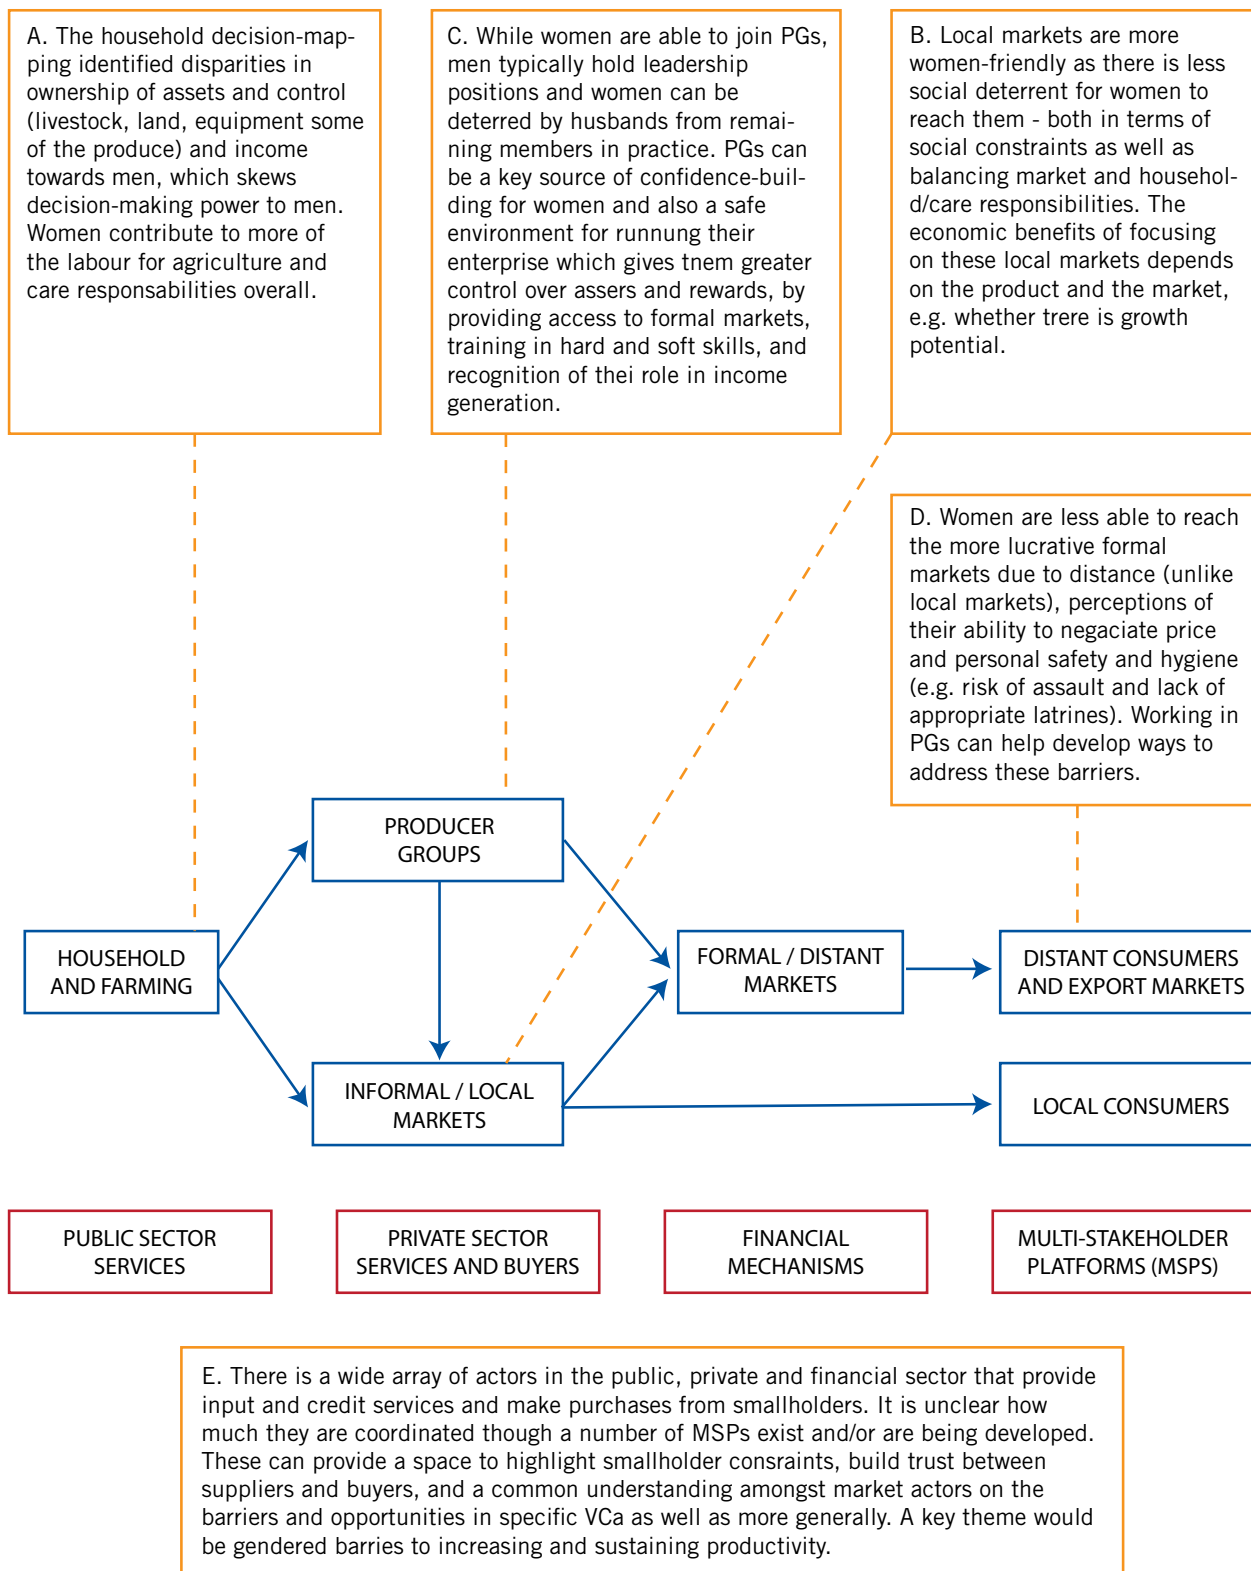 A. The household decision-map-
ping identified disparities in
ownership of assets and control
(livestock, land, equipment some
of the produce) and income
towards men, which skews
decision-making power to men.
Women contribute to more of
the labour for agriculture and
care responsabilities overall.
C. While women are able to join PGs,
men typically hold leadership
positions and women can be
deterred by husbands from remai-
ning members in practice. PGs can
be a key source of confidence-buil-
ding for women and also a safe
environment for runnung their
enterprise which gives tnem greater
control over assers and rewards, by
providing access to formal markets,
training in hard and soft skills, and
recognition of thei role in income
generation.
B. Local markets are more
women-friendly as there is less
social deterrent for women to
reach them - both in terms of
social constraints as well as
balancing market and househol-
d/care responsibilities. The
economic benefits of focusing
on these local markets depends
on the product and the market,
e.g. whether trere is growth
potential.
D. Women are less able to reach
the more lucrative formal
markets due to distance (unlike
local markets), perceptions of
their ability to negaciate price
and personal safety and hygiene
(e.g. risk of assault and lack of
appropriate latrines). Working in
PGs can help develop ways to
address these barriers.
PRODUCER
GROUPS
HOUSEHOLD
AND FARMING
FORMAL / DISTANT
MARKETS
DISTANT CONSUMERS
AND EXPORT MARKETS
INFORMAL / LOCAL
MARKETS
LOCAL CONSUMERS
PUBLIC SECTOR
SERVICES
PRIVATE SECTOR
SERVICES AND BUYERS
FINANCIAL
MECHANISMS
MULTI-STAKEHOLDER
PLATFORMS (MSPS)
E. There is a wide array of actors in the public, private and financial sector that provide
input and credit services and make purchases from smallholders. It is unclear how
much they are coordinated though a number of MSPs exist and/or are being developed.
These can provide a space to highlight smallholder consraints, build trust between
suppliers and buyers, and a common understanding amongst market actors on the
barriers and opportunities in specific VCa as well as more generally. A key theme would
be gendered barries to increasing and sustaining productivity.